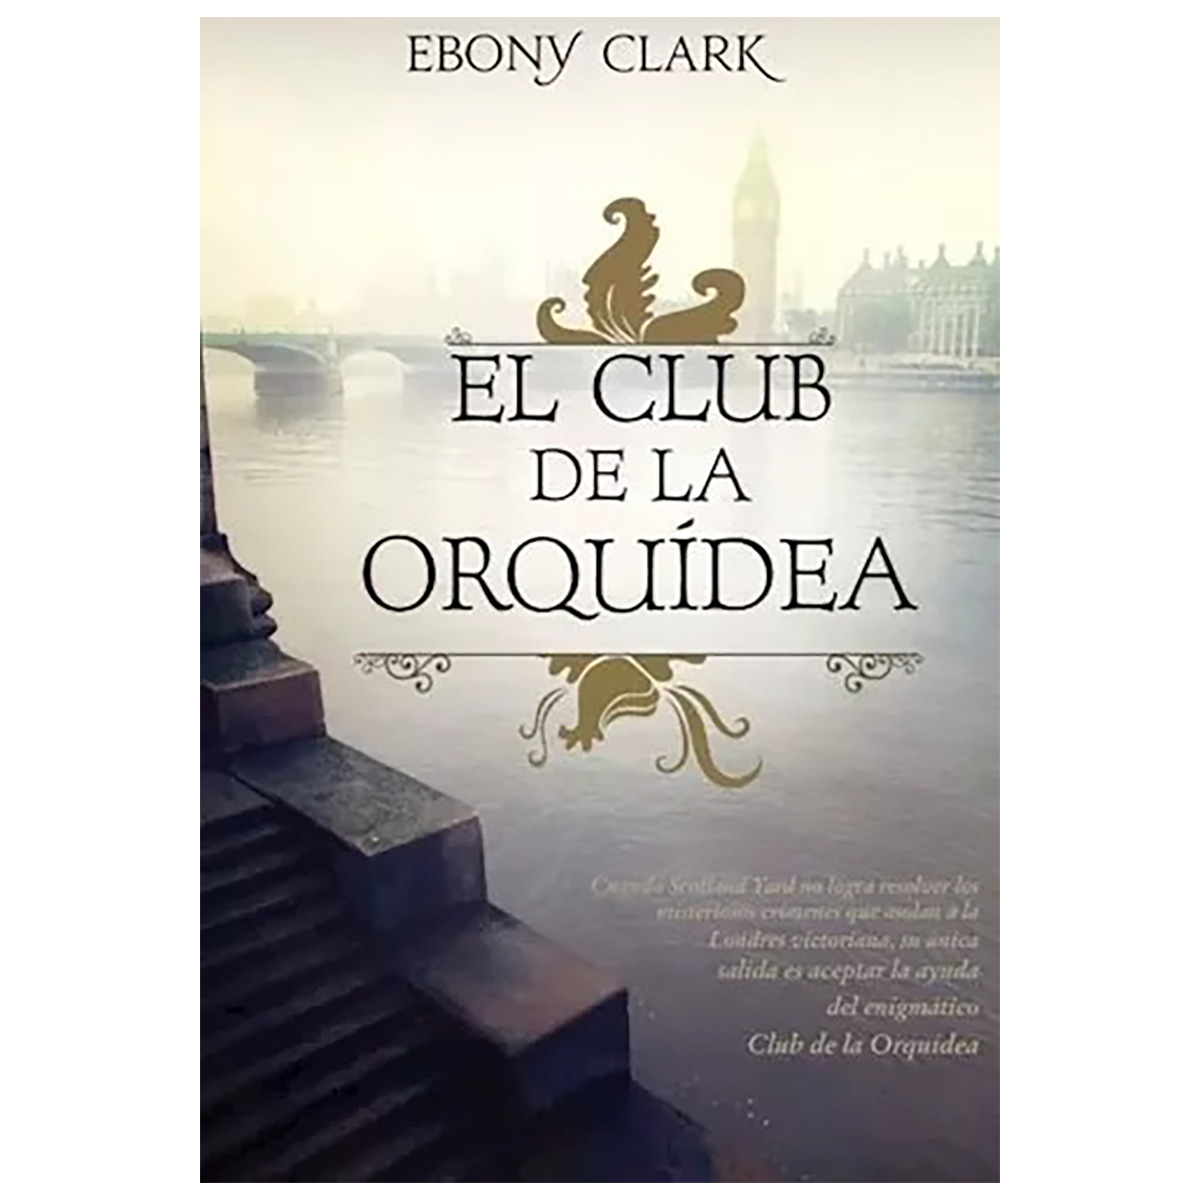 EBONY CLARK
EL CLUB
DE LA
ORQUÍDEA
Cuando Scotland Yard no logra resolver los
misteriosos crímenes que asolan a la
Londres victoriana, su única
salida es aceptar la ayuda
del enigmático
Club de la Orquídea